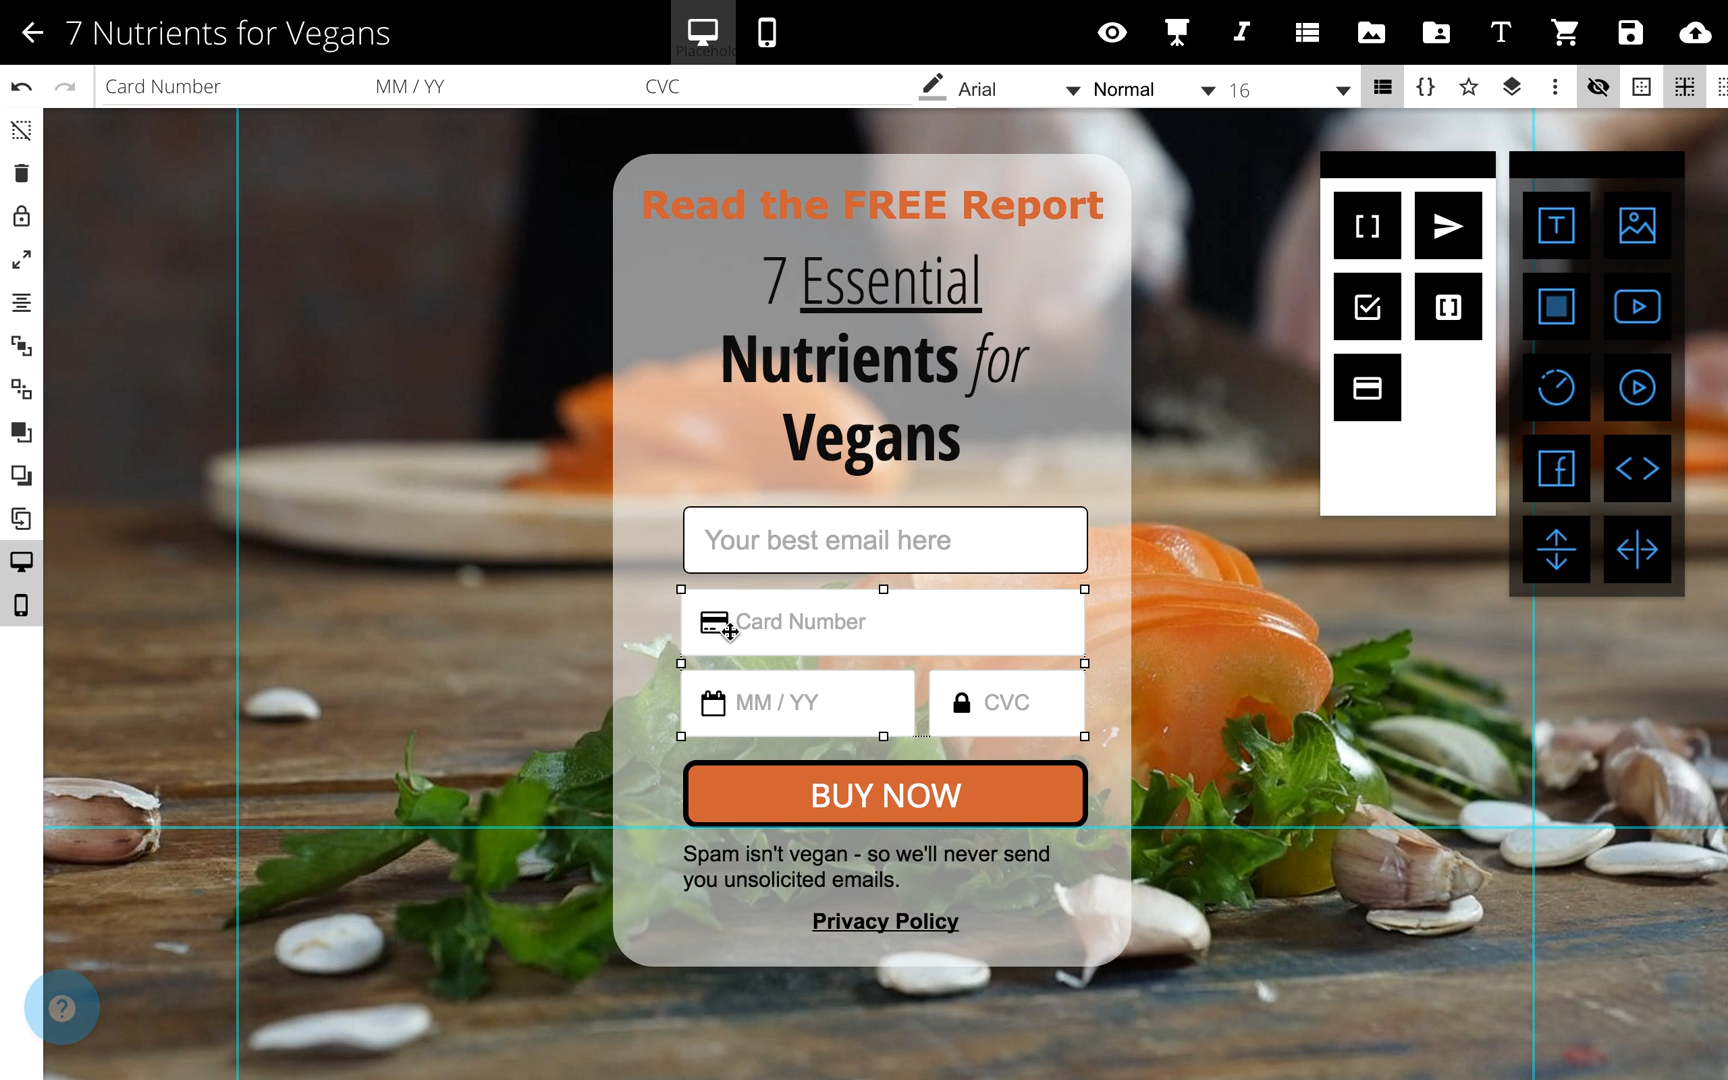 7 Nutrients for Vegans
Placehold
Card Number MM / YY CVC Arial Normal 16
Read the FREE Report
7 Essential
Nutrients for
Vegans
Your best email here
Card Number
MM / YY CVC
BUY NOW
Spam isn't vegan - so we'll never send
you unsolicited emails.
Privacy Policy